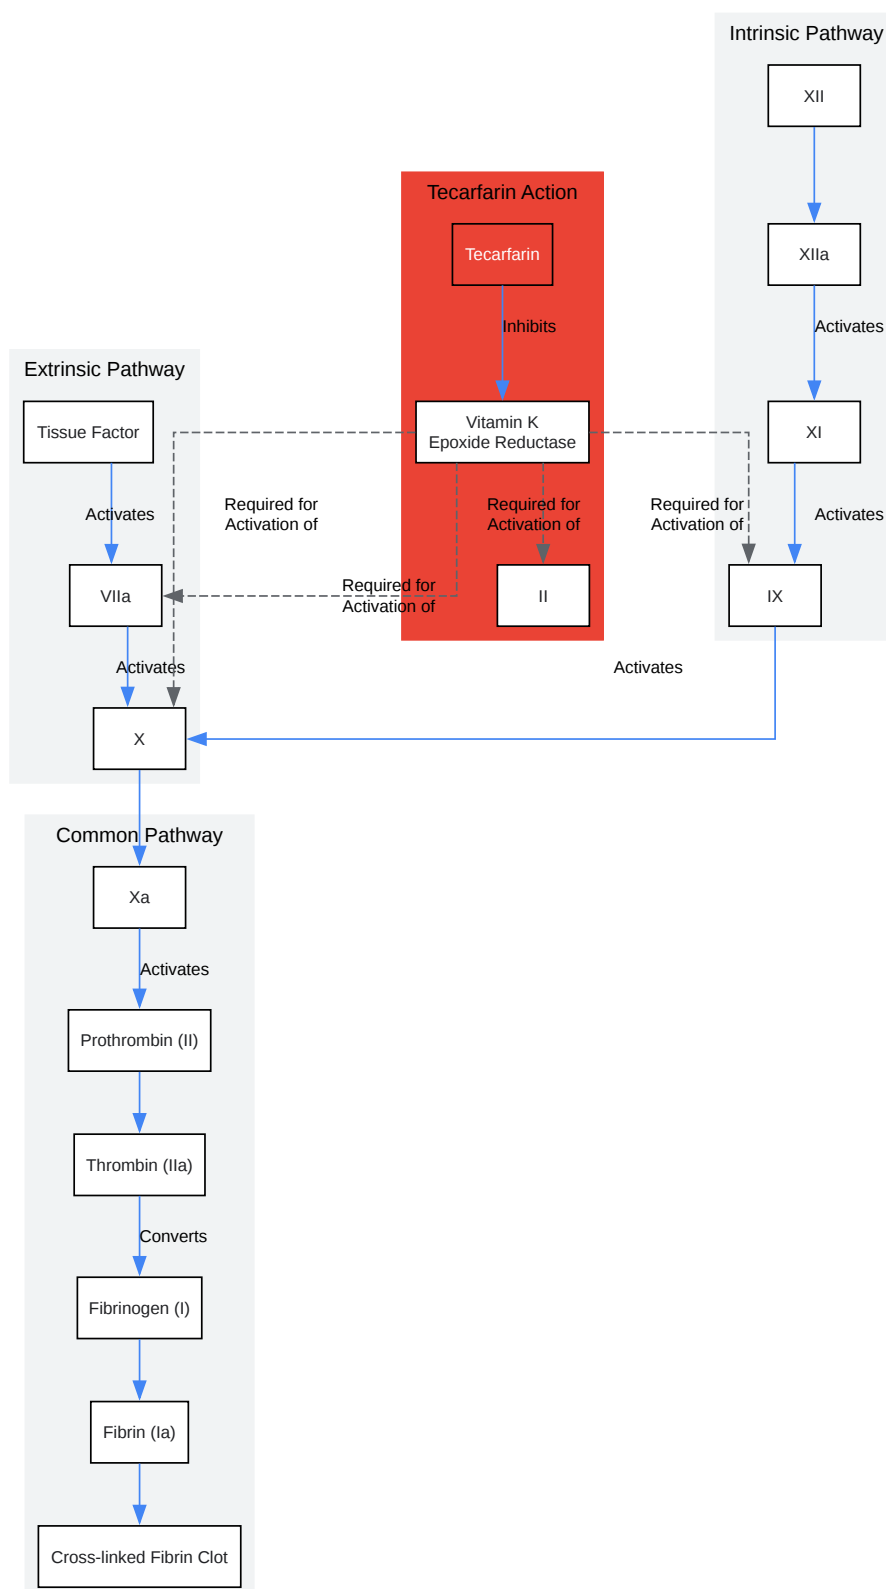 Intrinsic Pathway
XII
Tecarfarin Action
Tecarfarin
XIIa
Inhibits
Activates
Extrinsic Pathway
Tissue Factor
Vitamin K
Epoxide Reductase
XI
Activates
Required for
Activation of
Required for
Activation of
Required for
Activation of
Activates
VIIa
Required for
Activation of
II
IX
Activates
Activates
X
Common Pathway
Xa
Activates
Prothrombin (II)
Thrombin (IIa)
Converts
Fibrinogen (I)
Fibrin (Ia)
Cross-linked Fibrin Clot